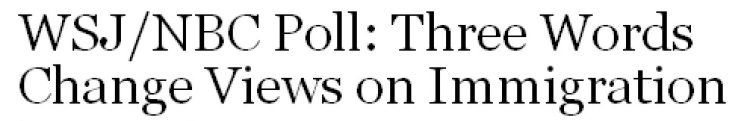 WSJ/NBC Poll: Three Words
Change Views on Immigration